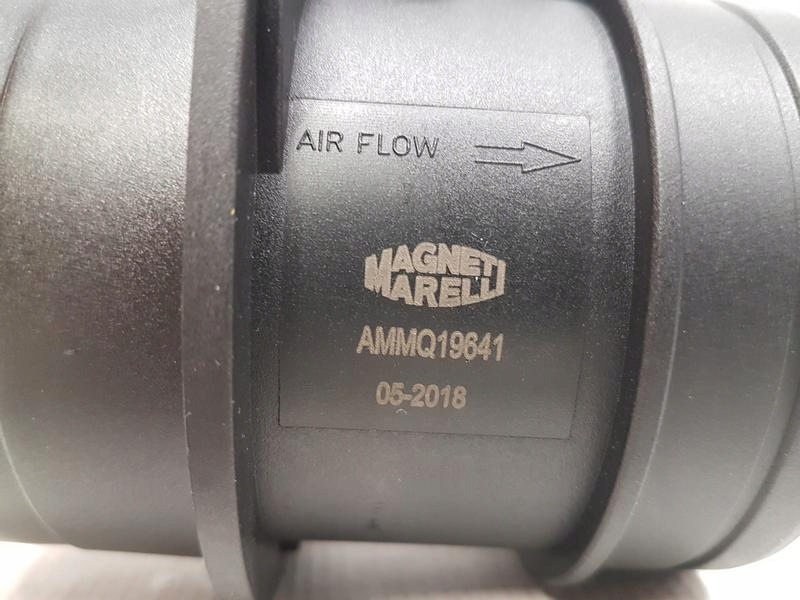 AIR FLOW
MAGNETI
MARELLI
AMMQ19641
05-2018